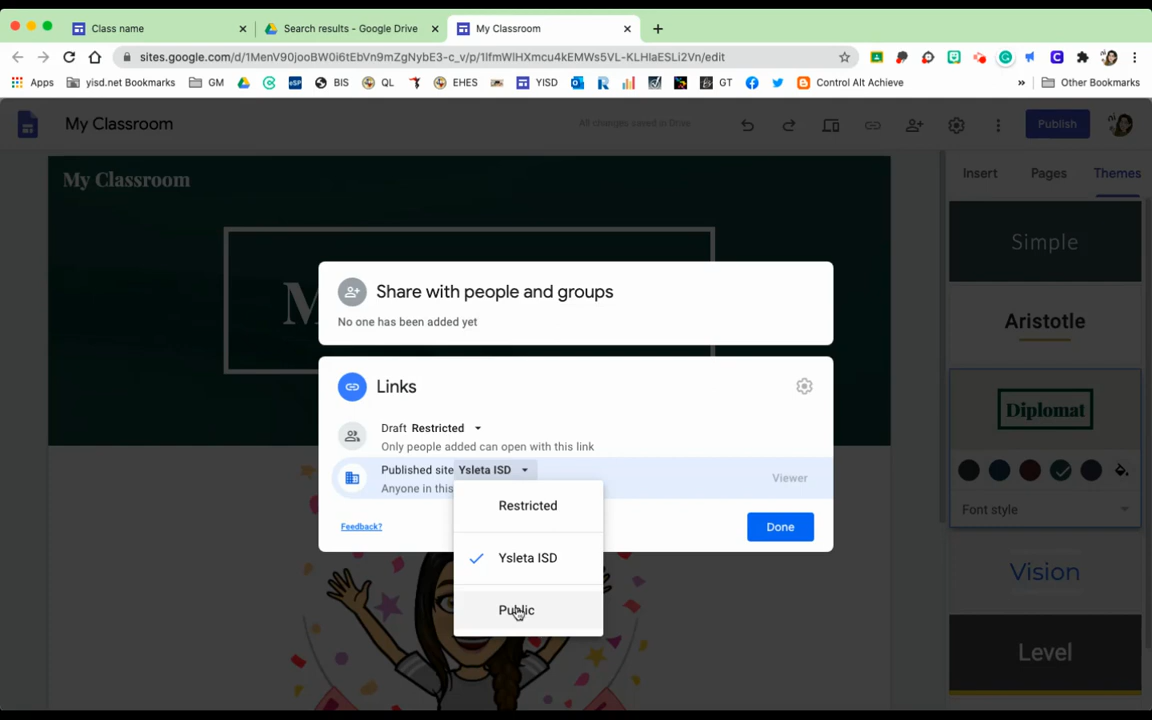 Class name
Search results - Google Drive
My Classroom
sites.google.com/d/1MenV90jooBW0i6tEbVn9mZgNybE3-c_v/p/1lfmWlHXmcu4kEMWs5VL-KLHlaESLi2Vn/edit
Apps
yisd.net Bookmarks
GM
BIS
QL
EHES
YISD
GT
Control Alt Achieve
»
Other Bookmarks
My Classroom
All changes saved in Drive
Publish
My Classroom
M
Insert
Pages
Themes
Simple
Aristotle
Diplomat
Font style
Vision
Level
Share with people and groups
No one has been added yet
Links
Draft Restricted
Only people added can open with this link
Published site Ysleta ISD
Anyone in this
Viewer
Feedback?
Done
Restricted
Ysleta ISD
Public